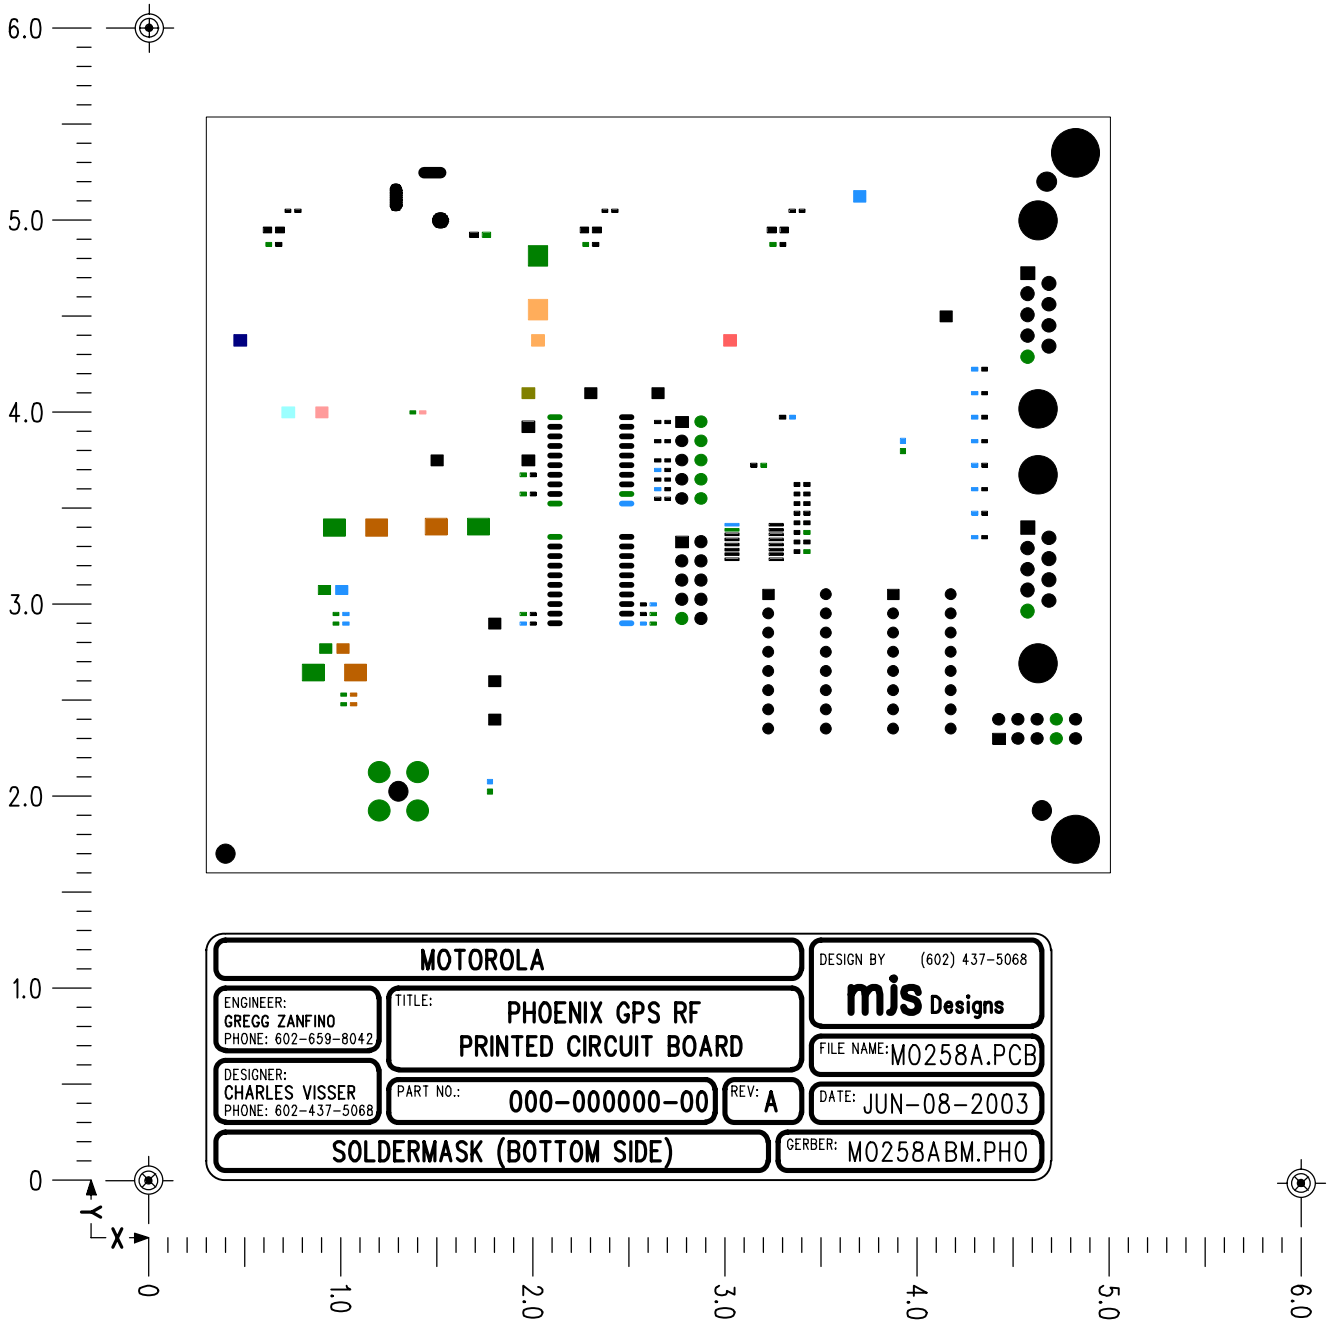 6.0
5.0
4.0
3.0
2.0
1.0
0
Y
X
0
1.0
2.0
3.0
4.0
5.0
6.0
MOTOROLA
DESIGN BY (602) 437-5068
mjs Designs
ENGINEER:
GREGG ZANFINO
PHONE: 602-659-8042
TITLE:
PHOENIX GPS RF
PRINTED CIRCUIT BOARD
FILE NAME: MO258A.PCB
DESIGNER:
CHARLES VISSER
PHONE: 602-437-5068
PART NO.: 000-000000-00
REV: A
DATE: JUN-08-2003
SOLDERMASK (BOTTOM SIDE)
GERBER: MO258ABM.PHO